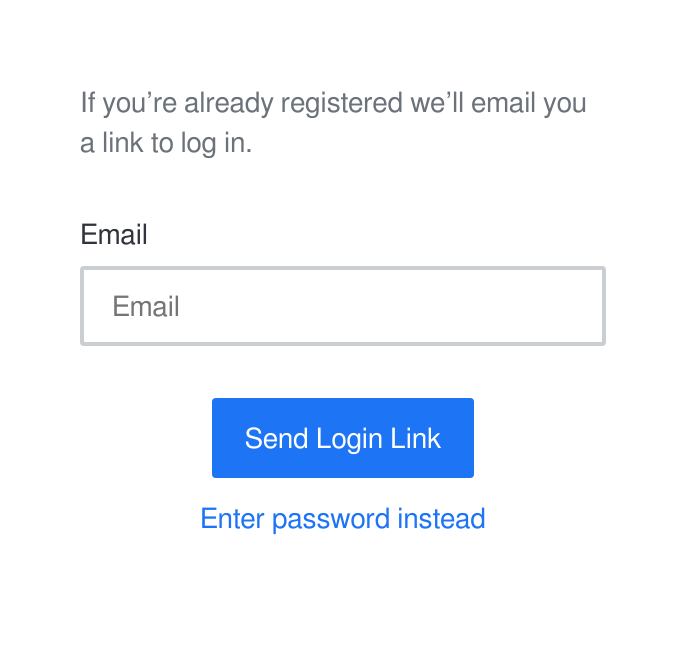 If you’re already registered we’ll email you
a link to log in.
Email
Email
Send Login Link
Enter password instead